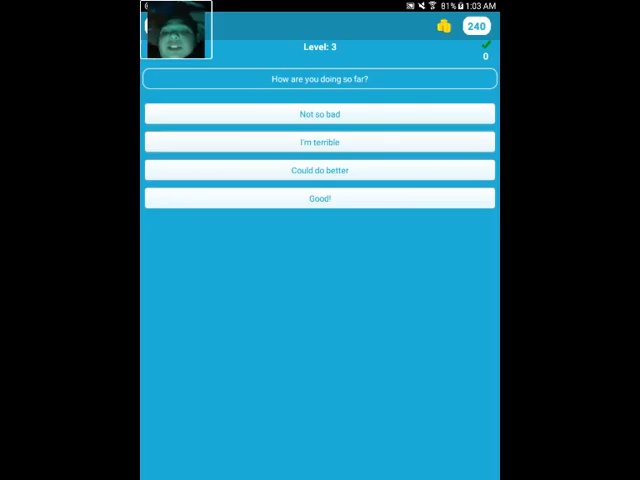 81% 1:03 AM
240
Level: 3
0
How are you doing so far?
Not so bad
I'm terrible
Could do better
Good!